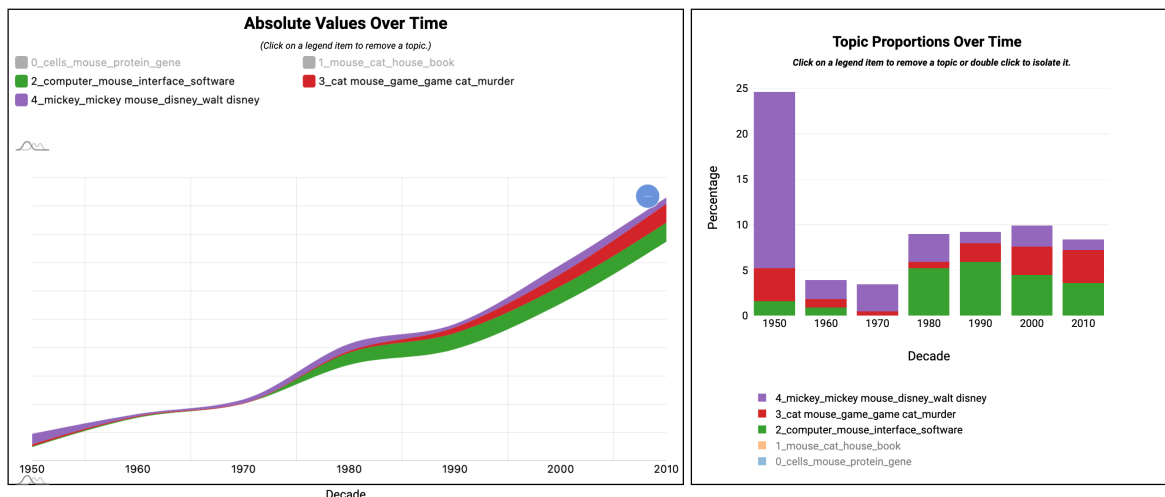 Absolute Values Over Time
(Click on a legend item to remove a topic.)
0_cells_mouse_protein_gene
1_mouse_cat_house_book
2_computer_mouse_interface_software
3_cat mouse_game_game cat_murder
4_mickey_mickey mouse_disney_walt disney
1950 1960 1970 1980 1990 2000 2010
Decade
Topic Proportions Over Time
Click on a legend item to remove a topic or double click to isolate it.
Percentage
25
20
15
10
5
0
1950 1960 1970 1980 1990 2000 2010
Decade
4_mickey_mickey mouse_disney_walt disney
3_cat mouse_game_game cat_murder
2_computer_mouse_interface_software
1_mouse_cat_house_book
0_cells_mouse_protein_gene